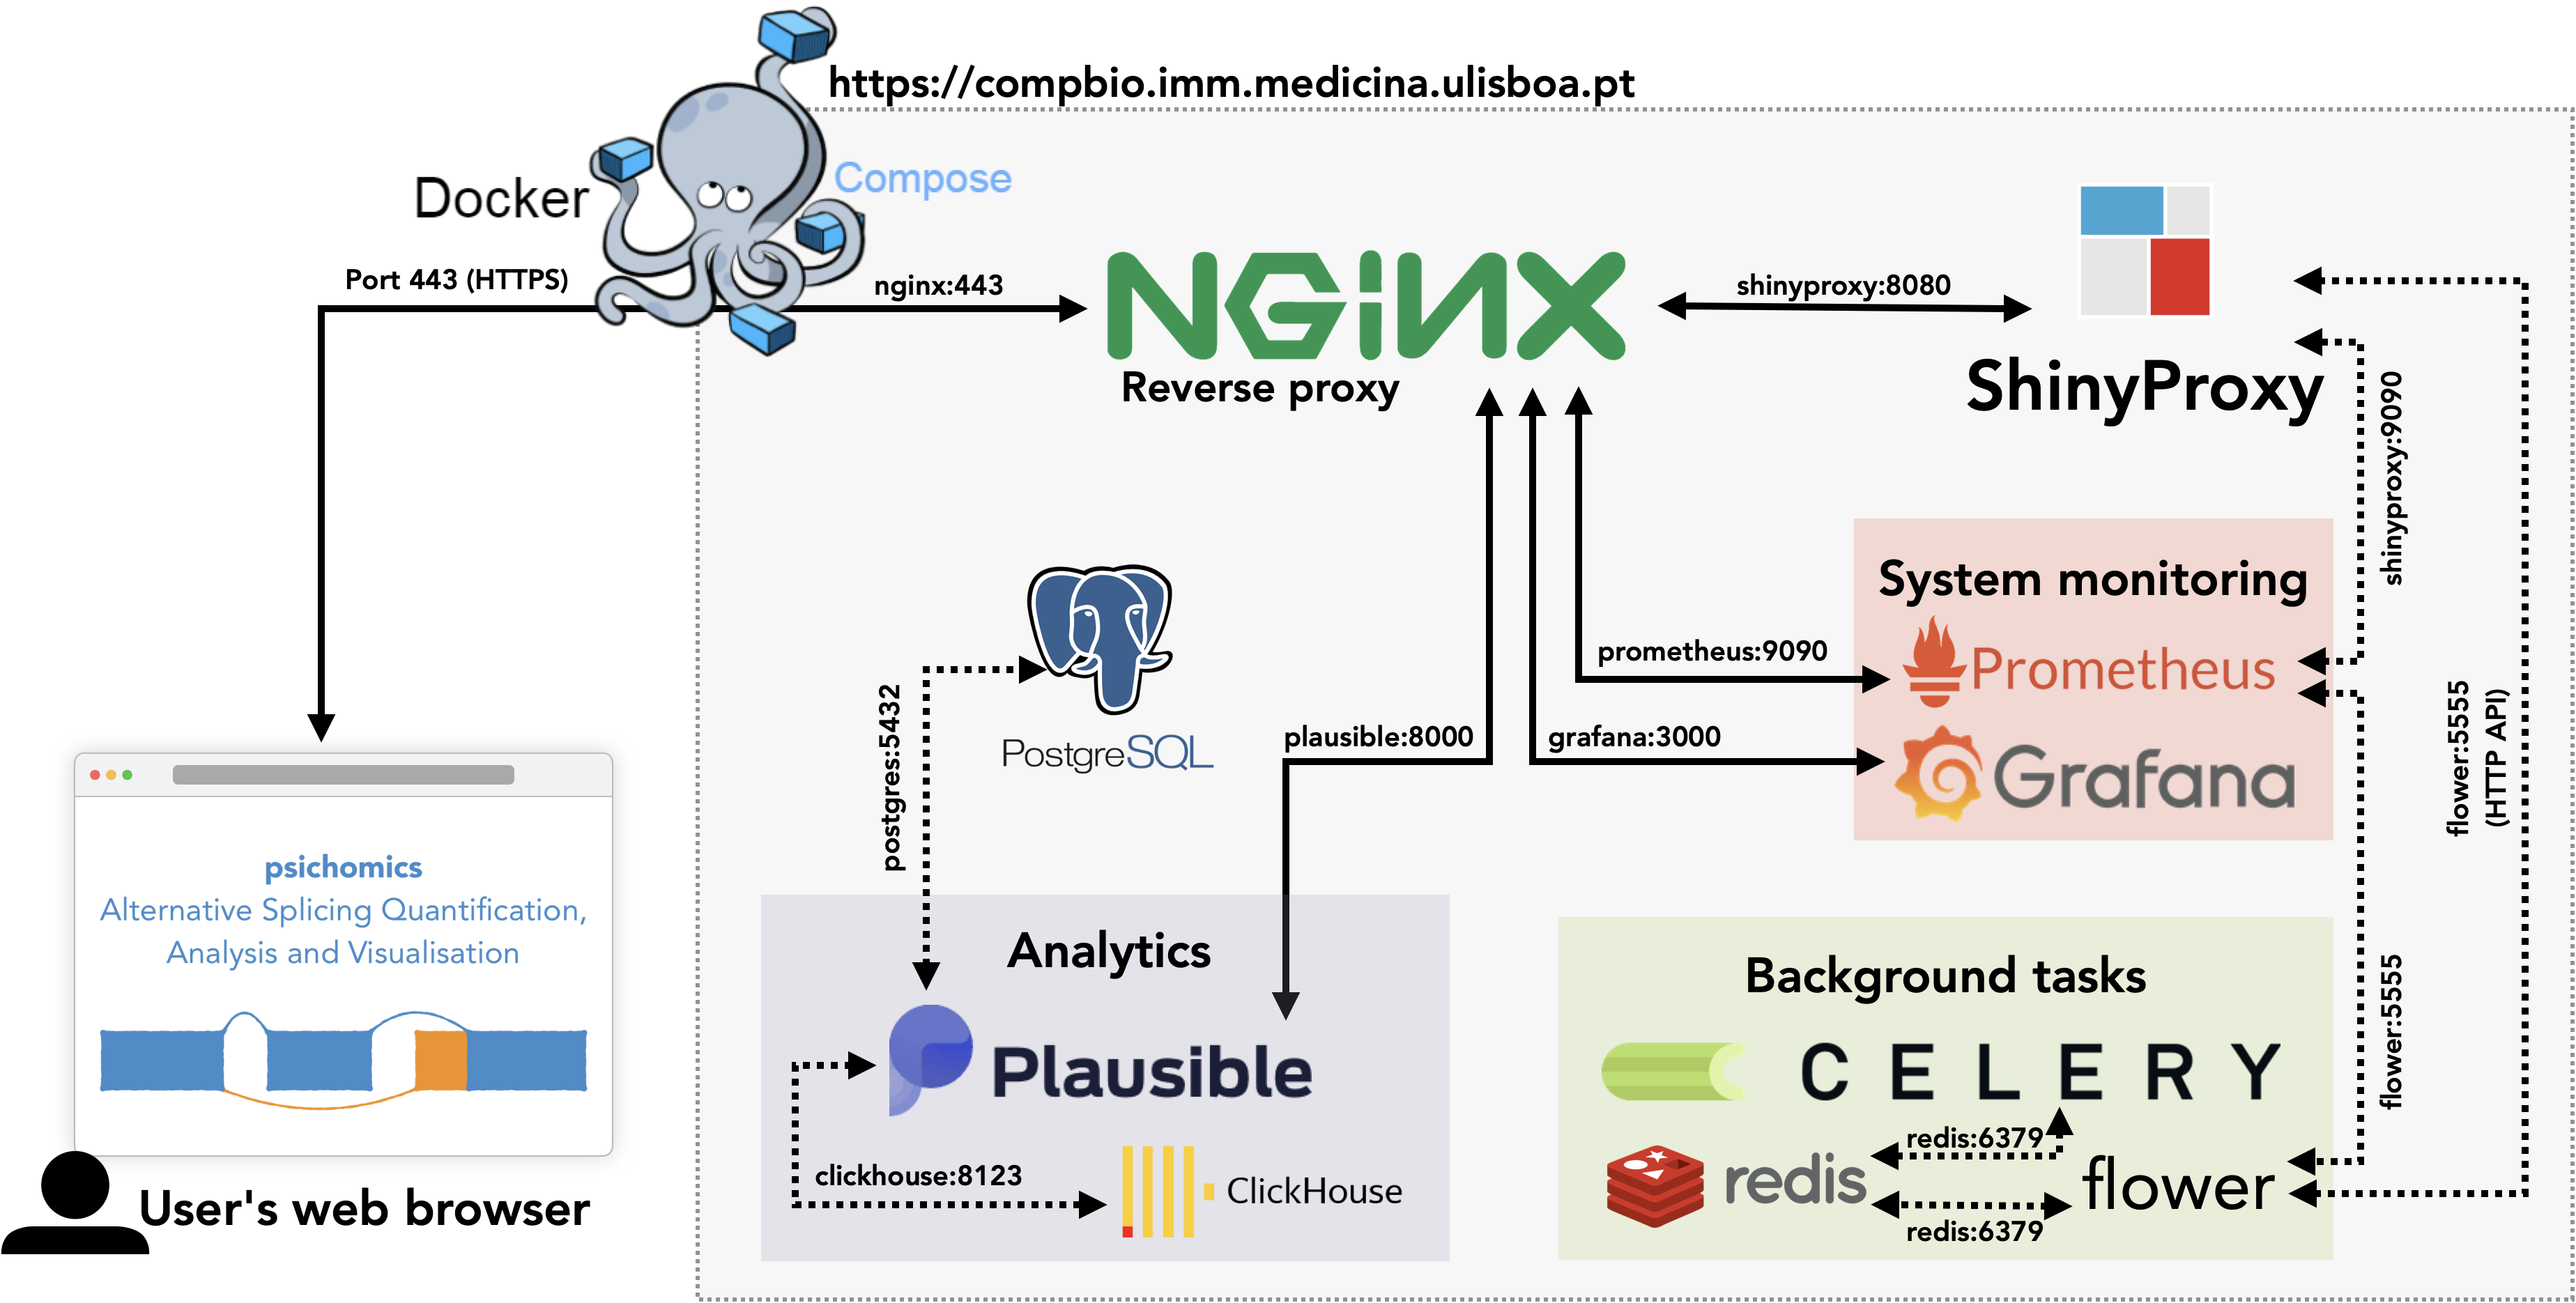 https://compbio.imm.medicina.ulisboa.pt
Docker
Compose
Port 443 (HTTPS)
nginx:443
NGiNX
Reverse proxy
shinyproxy:8080
ShinyProxy
shinyproxy:9090
flower:5555
(HTTP API)
System monitoring
prometheus:9090
Prometheus
grafana:3000
Grafana
plausible:8000
PostgreSQL
postgres:5432
psichomics
Alternative Splicing Quantification,
Analysis and Visualisation
User's web browser
Analytics
Plausible
clickhouse:8123
ClickHouse
Background tasks
CELERY
redis:6379
redis
flower
redis:6379
flower:5555